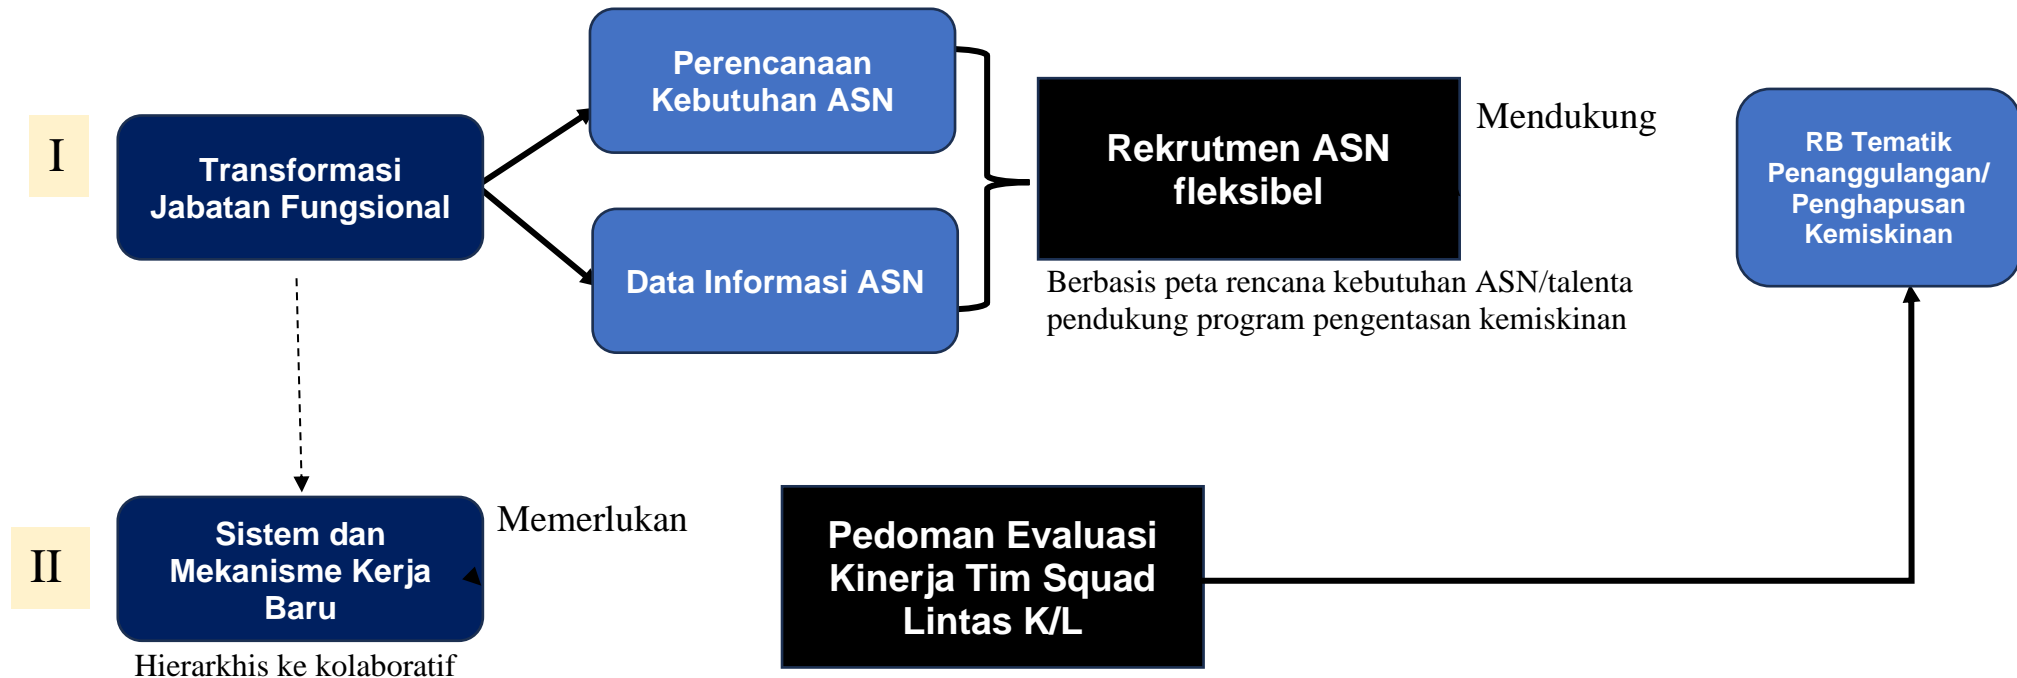 I
Transformasi
Jabatan Fungsional
Perencanaan
Kebutuhan ASN
Data Informasi ASN
Rekrutmen ASN
fleksibel
Berbasis peta rencana kebutuhan ASN/talenta
pendukung program pengentasan kemiskinan
Mendukung
RB Tematik
Penanggulangan/
Penghapusan
Kemiskinan
II
Sistem dan
Mekanisme Kerja
Baru
Hierarkhis ke kolaboratif
Memerlukan
Pedoman Evaluasi
Kinerja Tim Squad
Lintas K/L